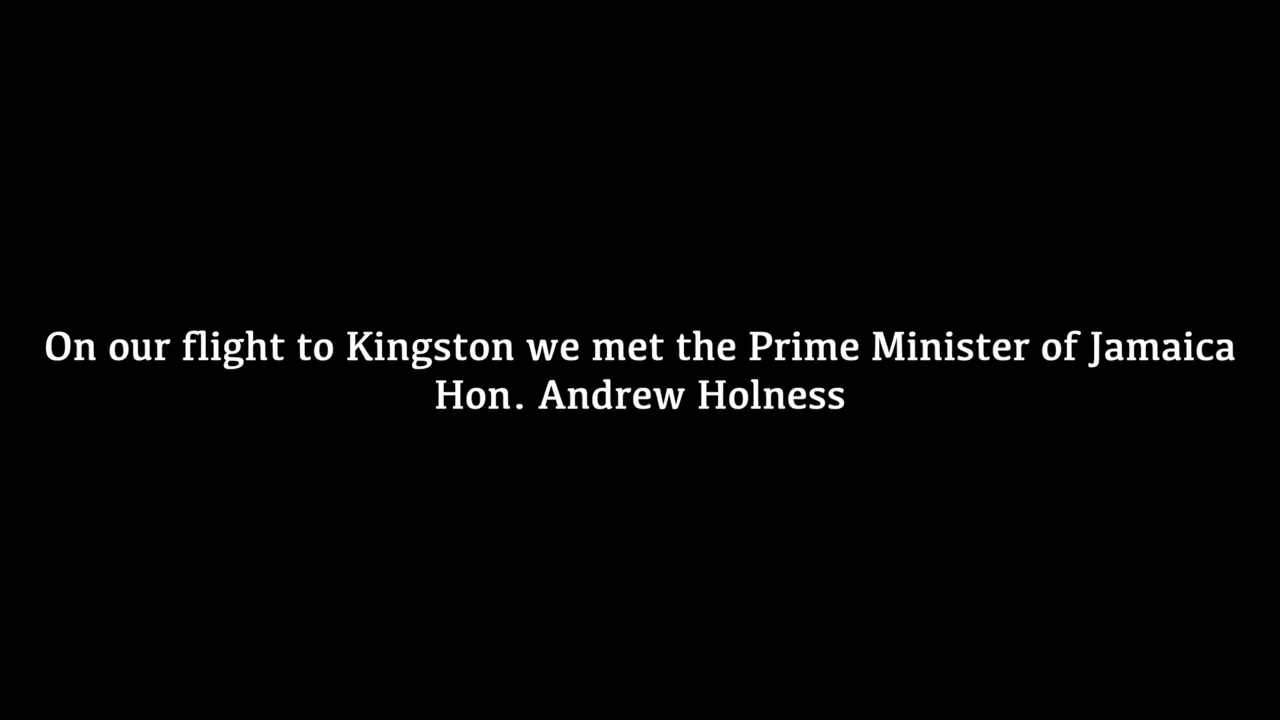 On our flight to Kingston we met the Prime Minister of Jamaica
Hon. Andrew Holness